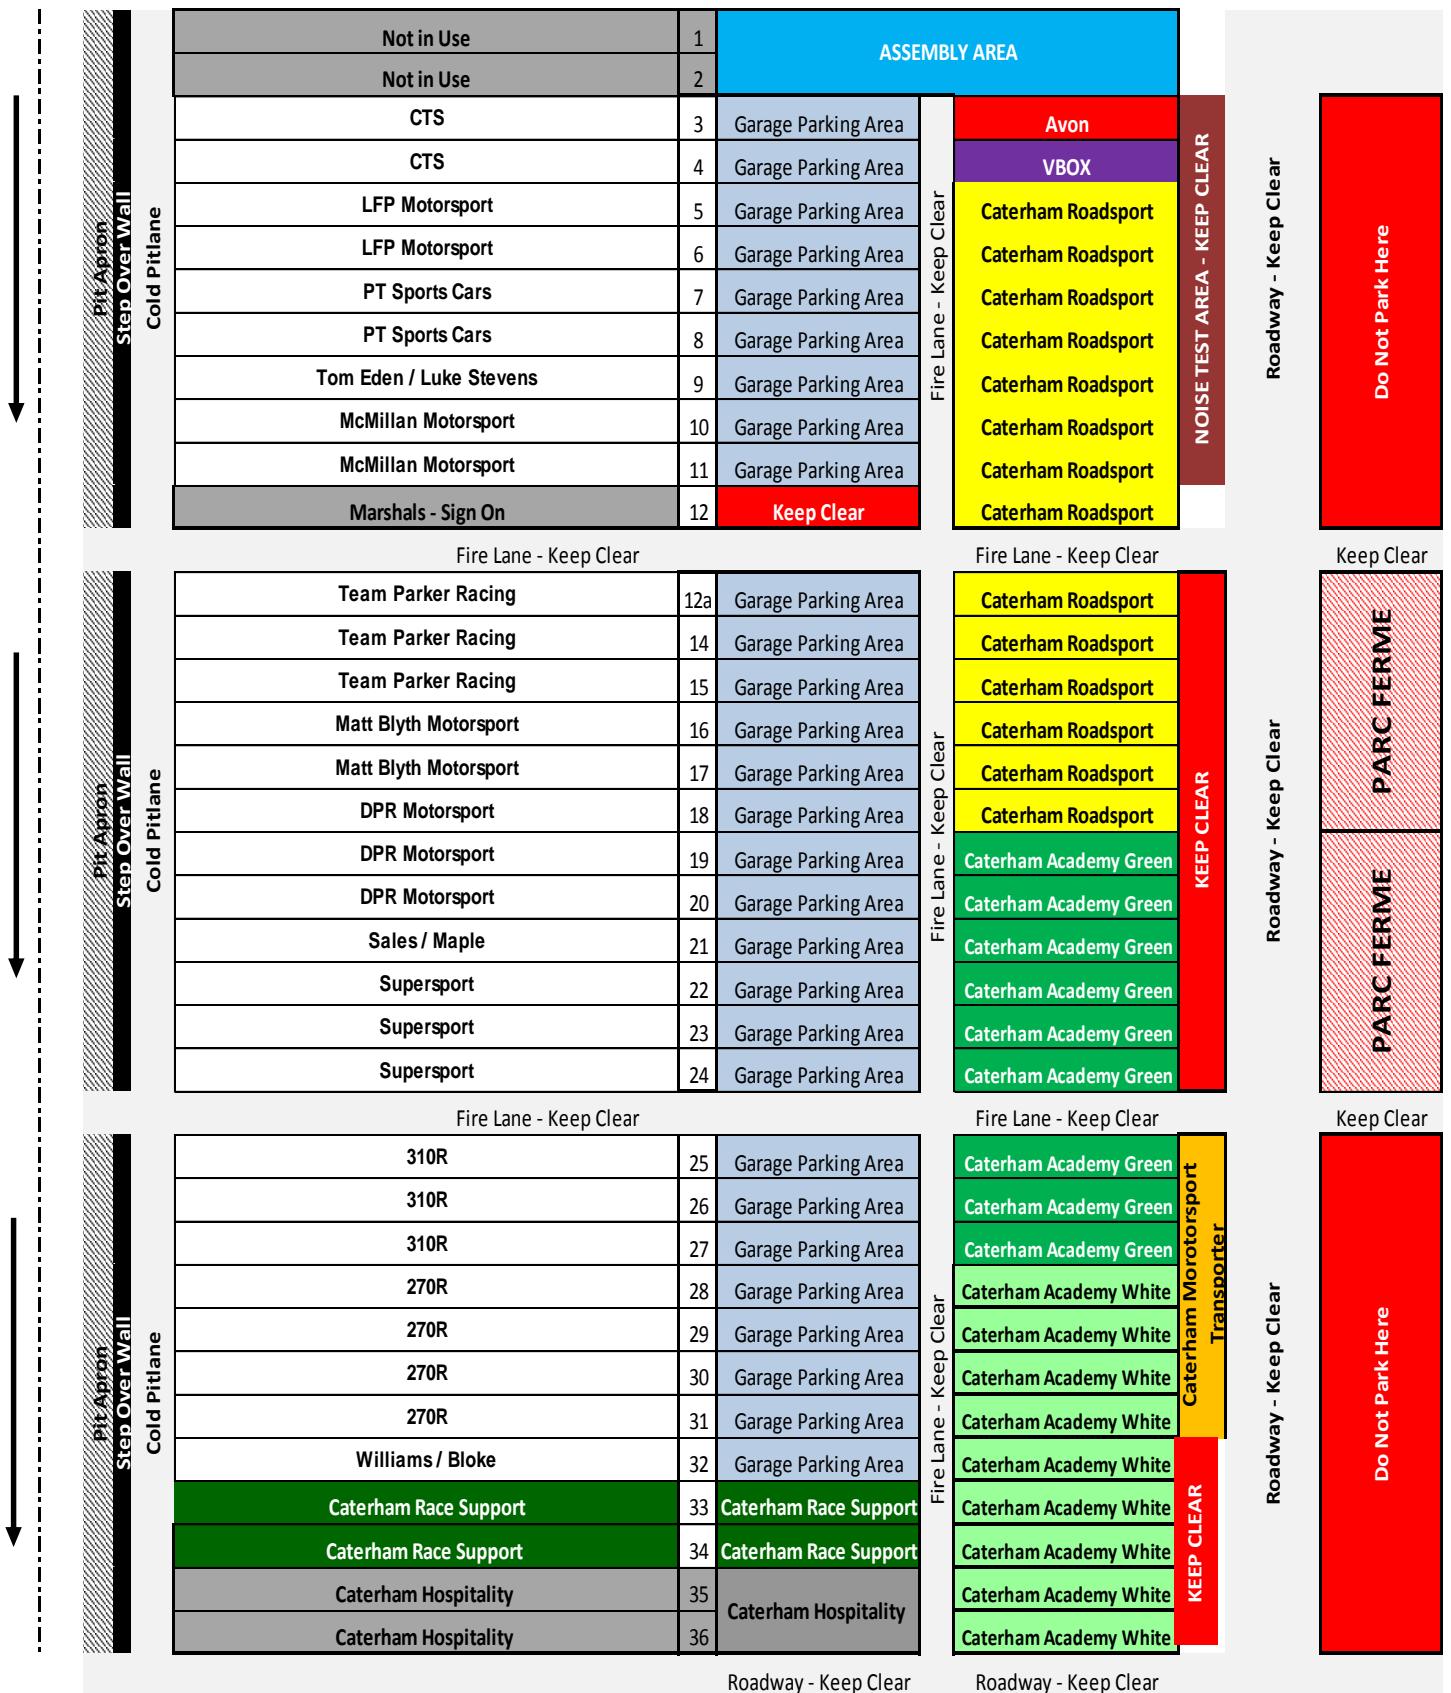 Not in Use 1 ASSEMBLY AREA
Not in Use 2
CTS 3 Garage Parking Area Avon
CTS 4 Garage Parking Area VBOX
LFP Motorsport 5 Garage Parking Area Caterham Roadsport
LFP Motorsport 6 Garage Parking Area Caterham Roadsport
PT Sports Cars 7 Garage Parking Area Caterham Roadsport
PT Sports Cars 8 Garage Parking Area Caterham Roadsport
Tom Eden / Luke Stevens 9 Garage Parking Area Caterham Roadsport
McMillan Motorsport 10 Garage Parking Area Caterham Roadsport
McMillan Motorsport 11 Garage Parking Area Caterham Roadsport
Marshals - Sign On 12 Keep Clear Caterham Roadsport
Pit Apron
Step Over Wall
Cold Pitlane
Fire Lane - Keep Clear
NOISE TEST AREA - KEEP CLEAR
Roadway - Keep Clear
Do Not Park Here
Fire Lane - Keep Clear Fire Lane - Keep Clear Keep Clear
Team Parker Racing 12a Garage Parking Area Caterham Roadsport
Team Parker Racing 14 Garage Parking Area Caterham Roadsport
Team Parker Racing 15 Garage Parking Area Caterham Roadsport
Matt Blyth Motorsport 16 Garage Parking Area Caterham Roadsport
Matt Blyth Motorsport 17 Garage Parking Area Caterham Roadsport
DPR Motorsport 18 Garage Parking Area Caterham Roadsport
DPR Motorsport 19 Garage Parking Area Caterham Academy Green
DPR Motorsport 20 Garage Parking Area Caterham Academy Green
Sales / Maple 21 Garage Parking Area Caterham Academy Green
Supersport 22 Garage Parking Area Caterham Academy Green
Supersport 23 Garage Parking Area Caterham Academy Green
Supersport 24 Garage Parking Area Caterham Academy Green
Pit Apron
Step Over Wall
Cold Pitlane
Fire Lane - Keep Clear
KEEP CLEAR
Roadway - Keep Clear
PARC FERME
PARC FERME
Fire Lane - Keep Clear Fire Lane - Keep Clear Keep Clear
310R 25 Garage Parking Area Caterham Academy Green
310R 26 Garage Parking Area Caterham Academy Green
310R 27 Garage Parking Area Caterham Academy Green
270R 28 Garage Parking Area Caterham Academy White
270R 29 Garage Parking Area Caterham Academy White
270R 30 Garage Parking Area Caterham Academy White
270R 31 Garage Parking Area Caterham Academy White
Williams / Bloke 32 Garage Parking Area Caterham Academy White
Caterham Race Support 33 Caterham Race Support Caterham Academy White
Caterham Race Support 34 Caterham Race Support Caterham Academy White
Caterham Hospitality 35 Caterham Hospitality Caterham Academy White
Caterham Hospitality 36 Caterham Academy White
Pit Apron
Step Over Wall
Cold Pitlane
Fire Lane - Keep Clear
Caterham Morotorsport
Transporter
KEEP CLEAR
Roadway - Keep Clear
Do Not Park Here
Roadway - Keep Clear Roadway - Keep Clear